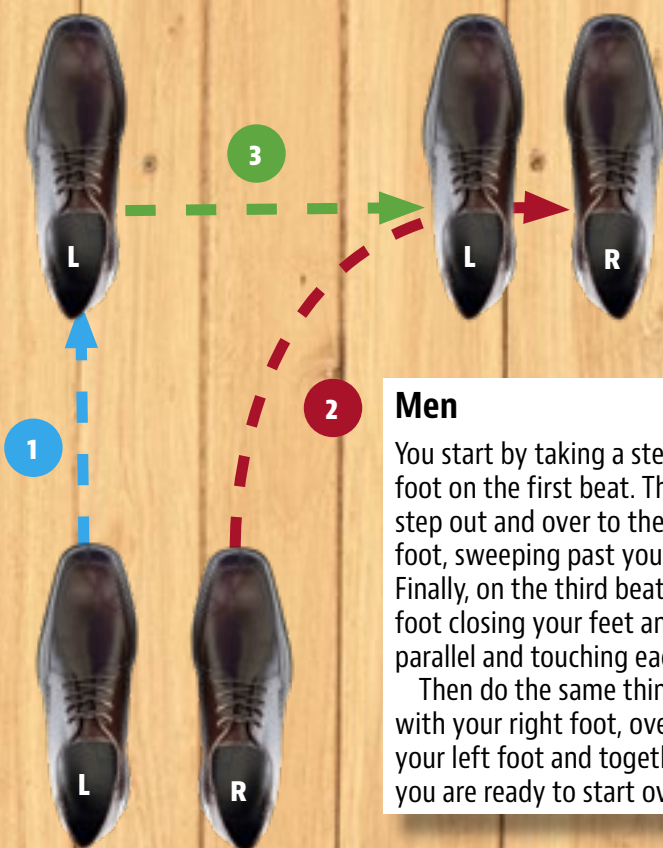 3
L
L
R
2
1
Men
You start by taking a ste
foot on the first beat. Th
step out and over to the
foot, sweeping past you
Finally, on the third beat
foot closing your feet an
parallel and touching eac
Then do the same thin
with your right foot, ove
your left foot and togeth
you are ready to start ov
L
R